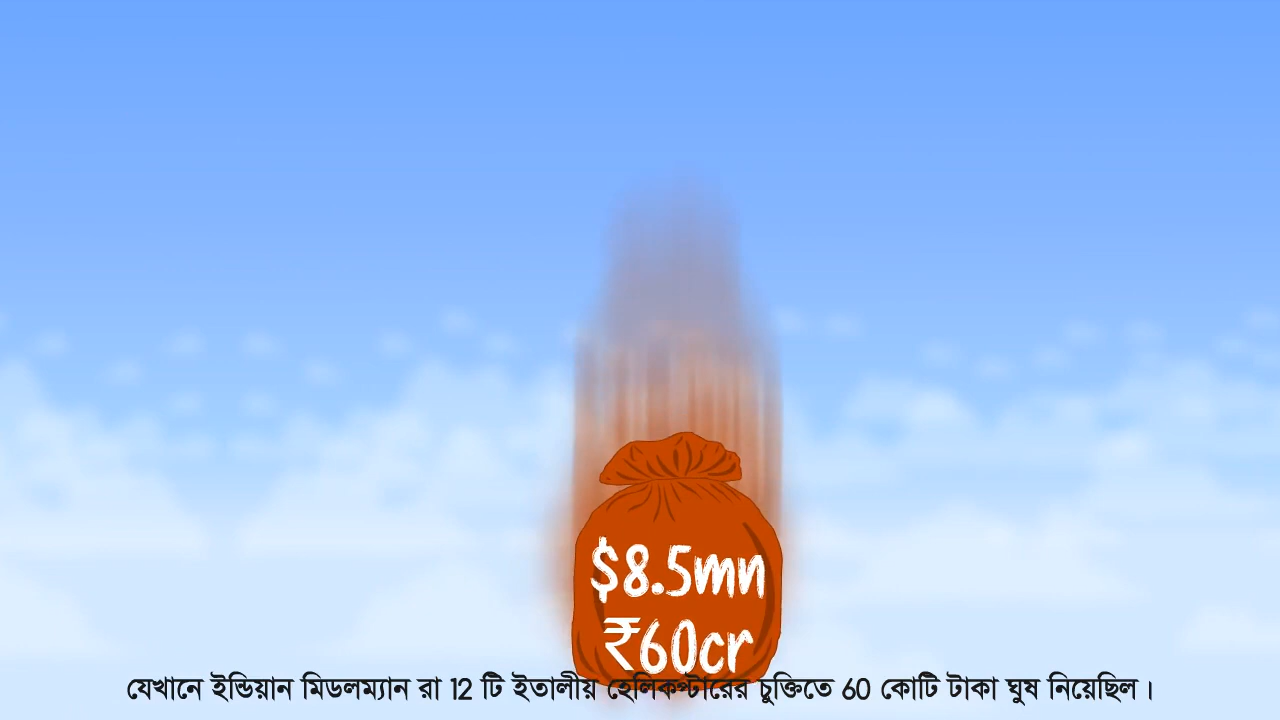 $8.5mn
₹60cr
যেখানে ইন্ডিয়ান মিডলম্যান রা 12 টি ইতালীয় হেলিকপ্টারের চুক্তিতে 60 কোটি টাকা ঘুষ নিয়েছিল।